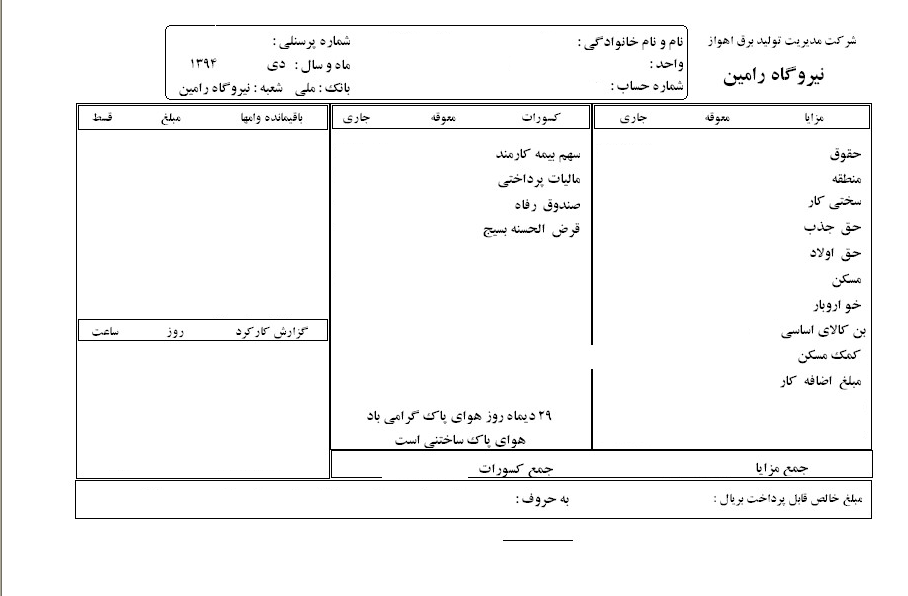 شرکت مدیریت تولید برق اهواز
نیروگاه رامین
نام و نام خانوادگی :
شماره پرسنلی :
واحد :
ماه و سال : دی ۱۳۹۴
شماره حساب :
بانک : ملی شعبه : نیروگاه رامین
مزایا معوقه جاری
حقوق
منطقه
سختی کار
حق جذب
حق اولاد
مسکن
خو اروبار
بن کالای اساسی
کمک مسکن
مبلغ اضافه کار
جمع مزایا
کسورات معوقه جاری
سهم بیمه کارمند
مالیات پرداختی
صندوق رفاه
قرض الحسنه بسیج
۲۹ دیماه روز هوای پاک گرامی باد
هوای پاک ساختنی است
جمع کسورات
باقیمانده وامها مبلغ قسط
گزارش کارکرد روز ساعت
مبلغ خالص قابل پرداخت بریال :
به حروف :